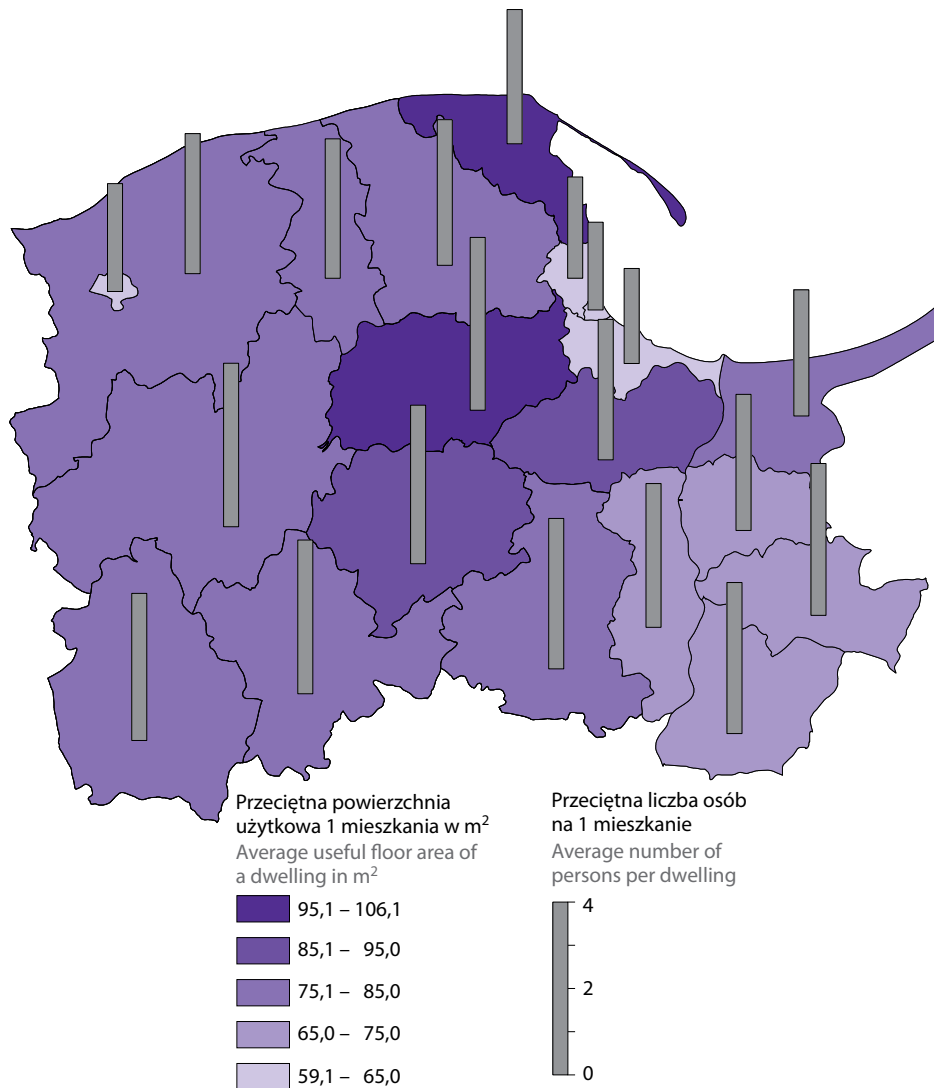 Przeciętna powierzchnia
użytkowa 1 mieszkania w m²
Average useful floor area of
a dwelling in m²
95,1 – 106,1
85,1 – 95,0
75,1 – 85,0
65,0 – 75,0
59,1 – 65,0
Przeciętna liczba osób
na 1 mieszkanie
Average number of
persons per dwelling
4
2
0